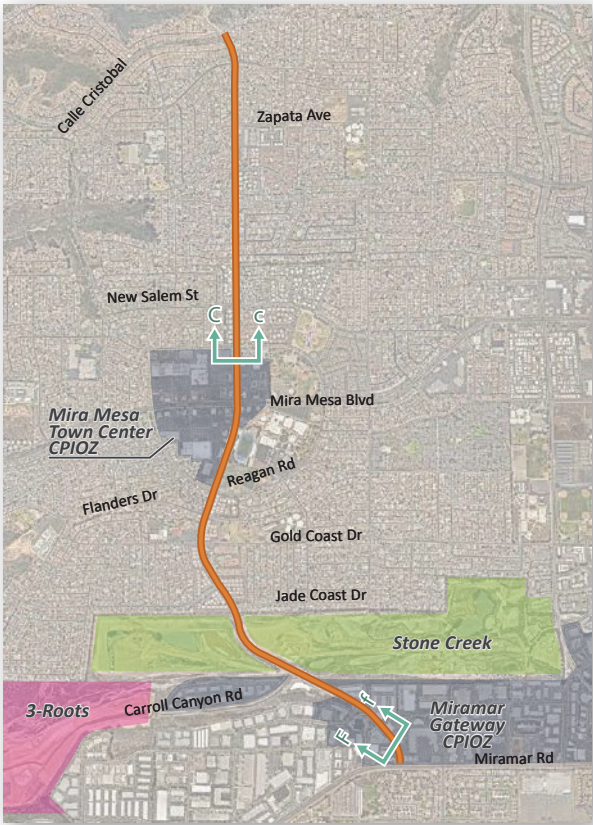 Calle Cristobal
Zapata Ave
New Salem St
C C
Mira Mesa Blvd
Mira Mesa
Town Center
CPIOZ
Reagan Rd
Flanders Dr
Gold Coast Dr
Jade Coast Dr
Stone Creek
3-Roots
Carroll Canyon Rd
f
F
Miramar
Gateway
CPIOZ
Miramar Rd